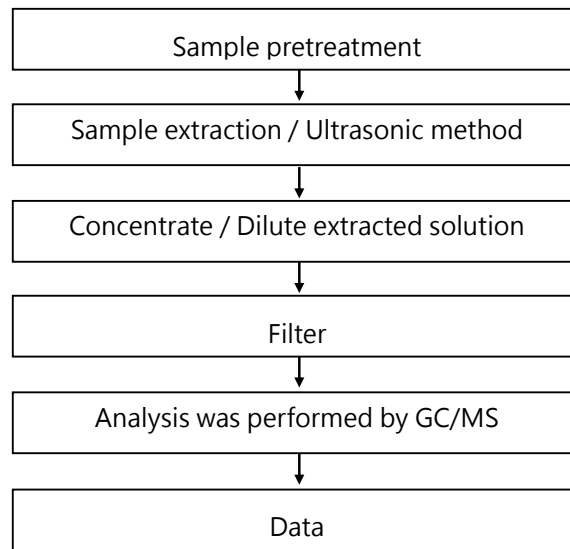 Sample pretreatment
Sample extraction / Ultrasonic method
Concentrate / Dilute extracted solution
Filter
Analysis was performed by GC/MS
Data